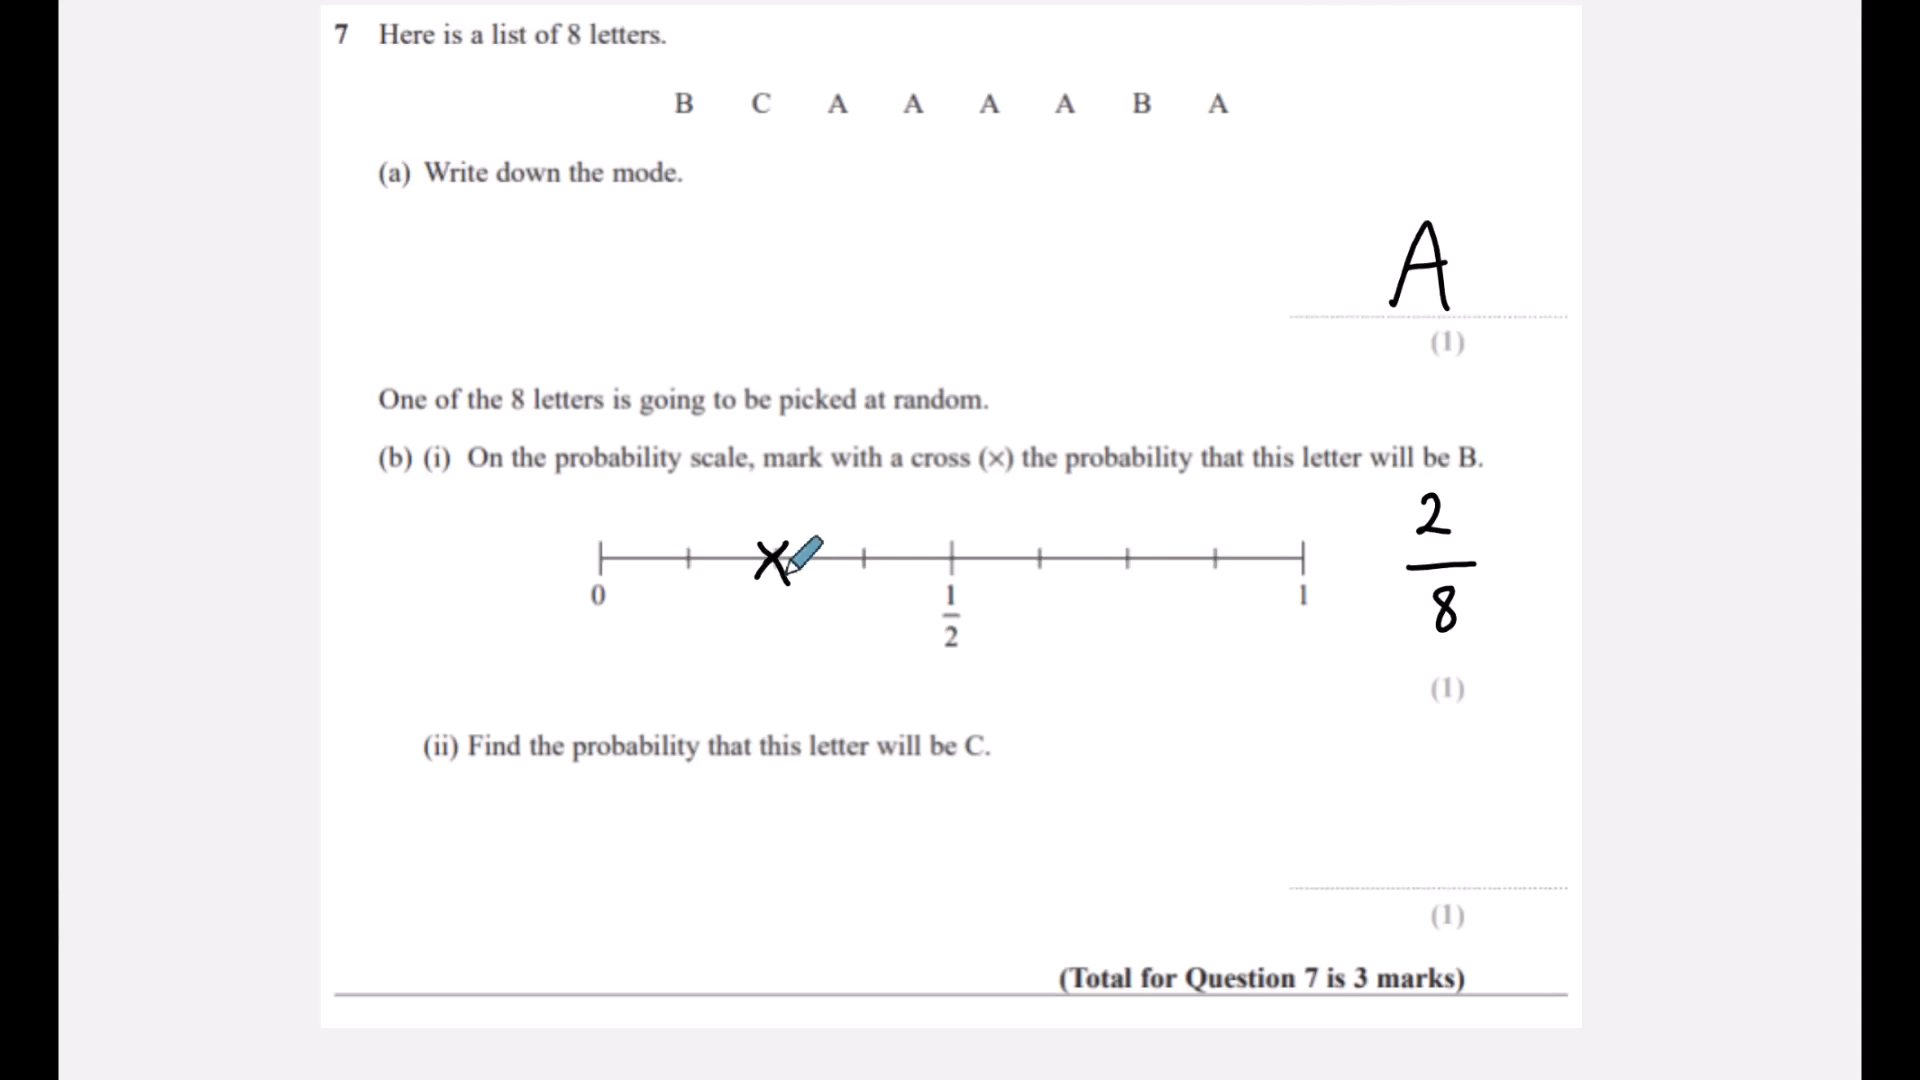 7 Here is a list of 8 letters.
B C A A A A B A
(a) Write down the mode.
A
(1)
One of the 8 letters is going to be picked at random.
(b) (i) On the probability scale, mark with a cross (×) the probability that this letter will be B.
2
8
×
0
1
2
1
(1)
(ii) Find the probability that this letter will be C.
(1)
(Total for Question 7 is 3 marks)